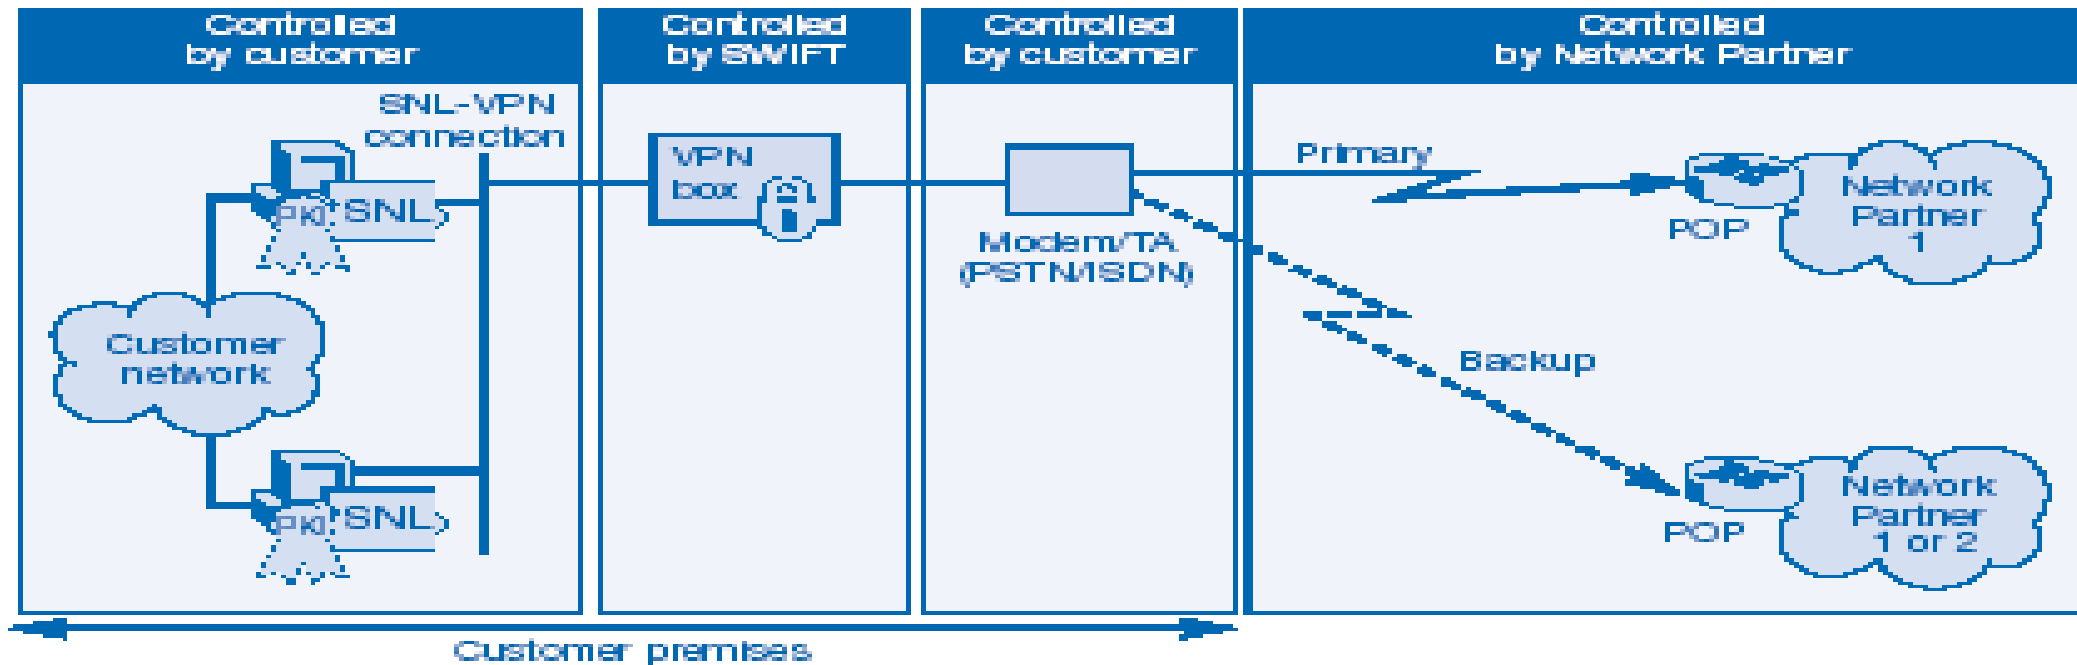 Controlled
by customer
Controlled
by SWIFT
Controlled
by customer
Controlled
by Network Partner
SNL-VPN
connection
PKI
SNL
Customer
network
PKI
SNL
VPN
box
Modem/TA
(PSTN/ISDN)
Primary
POP
Network
Partner
1
Backup
POP
Network
Partner
1 or 2
Customer premises